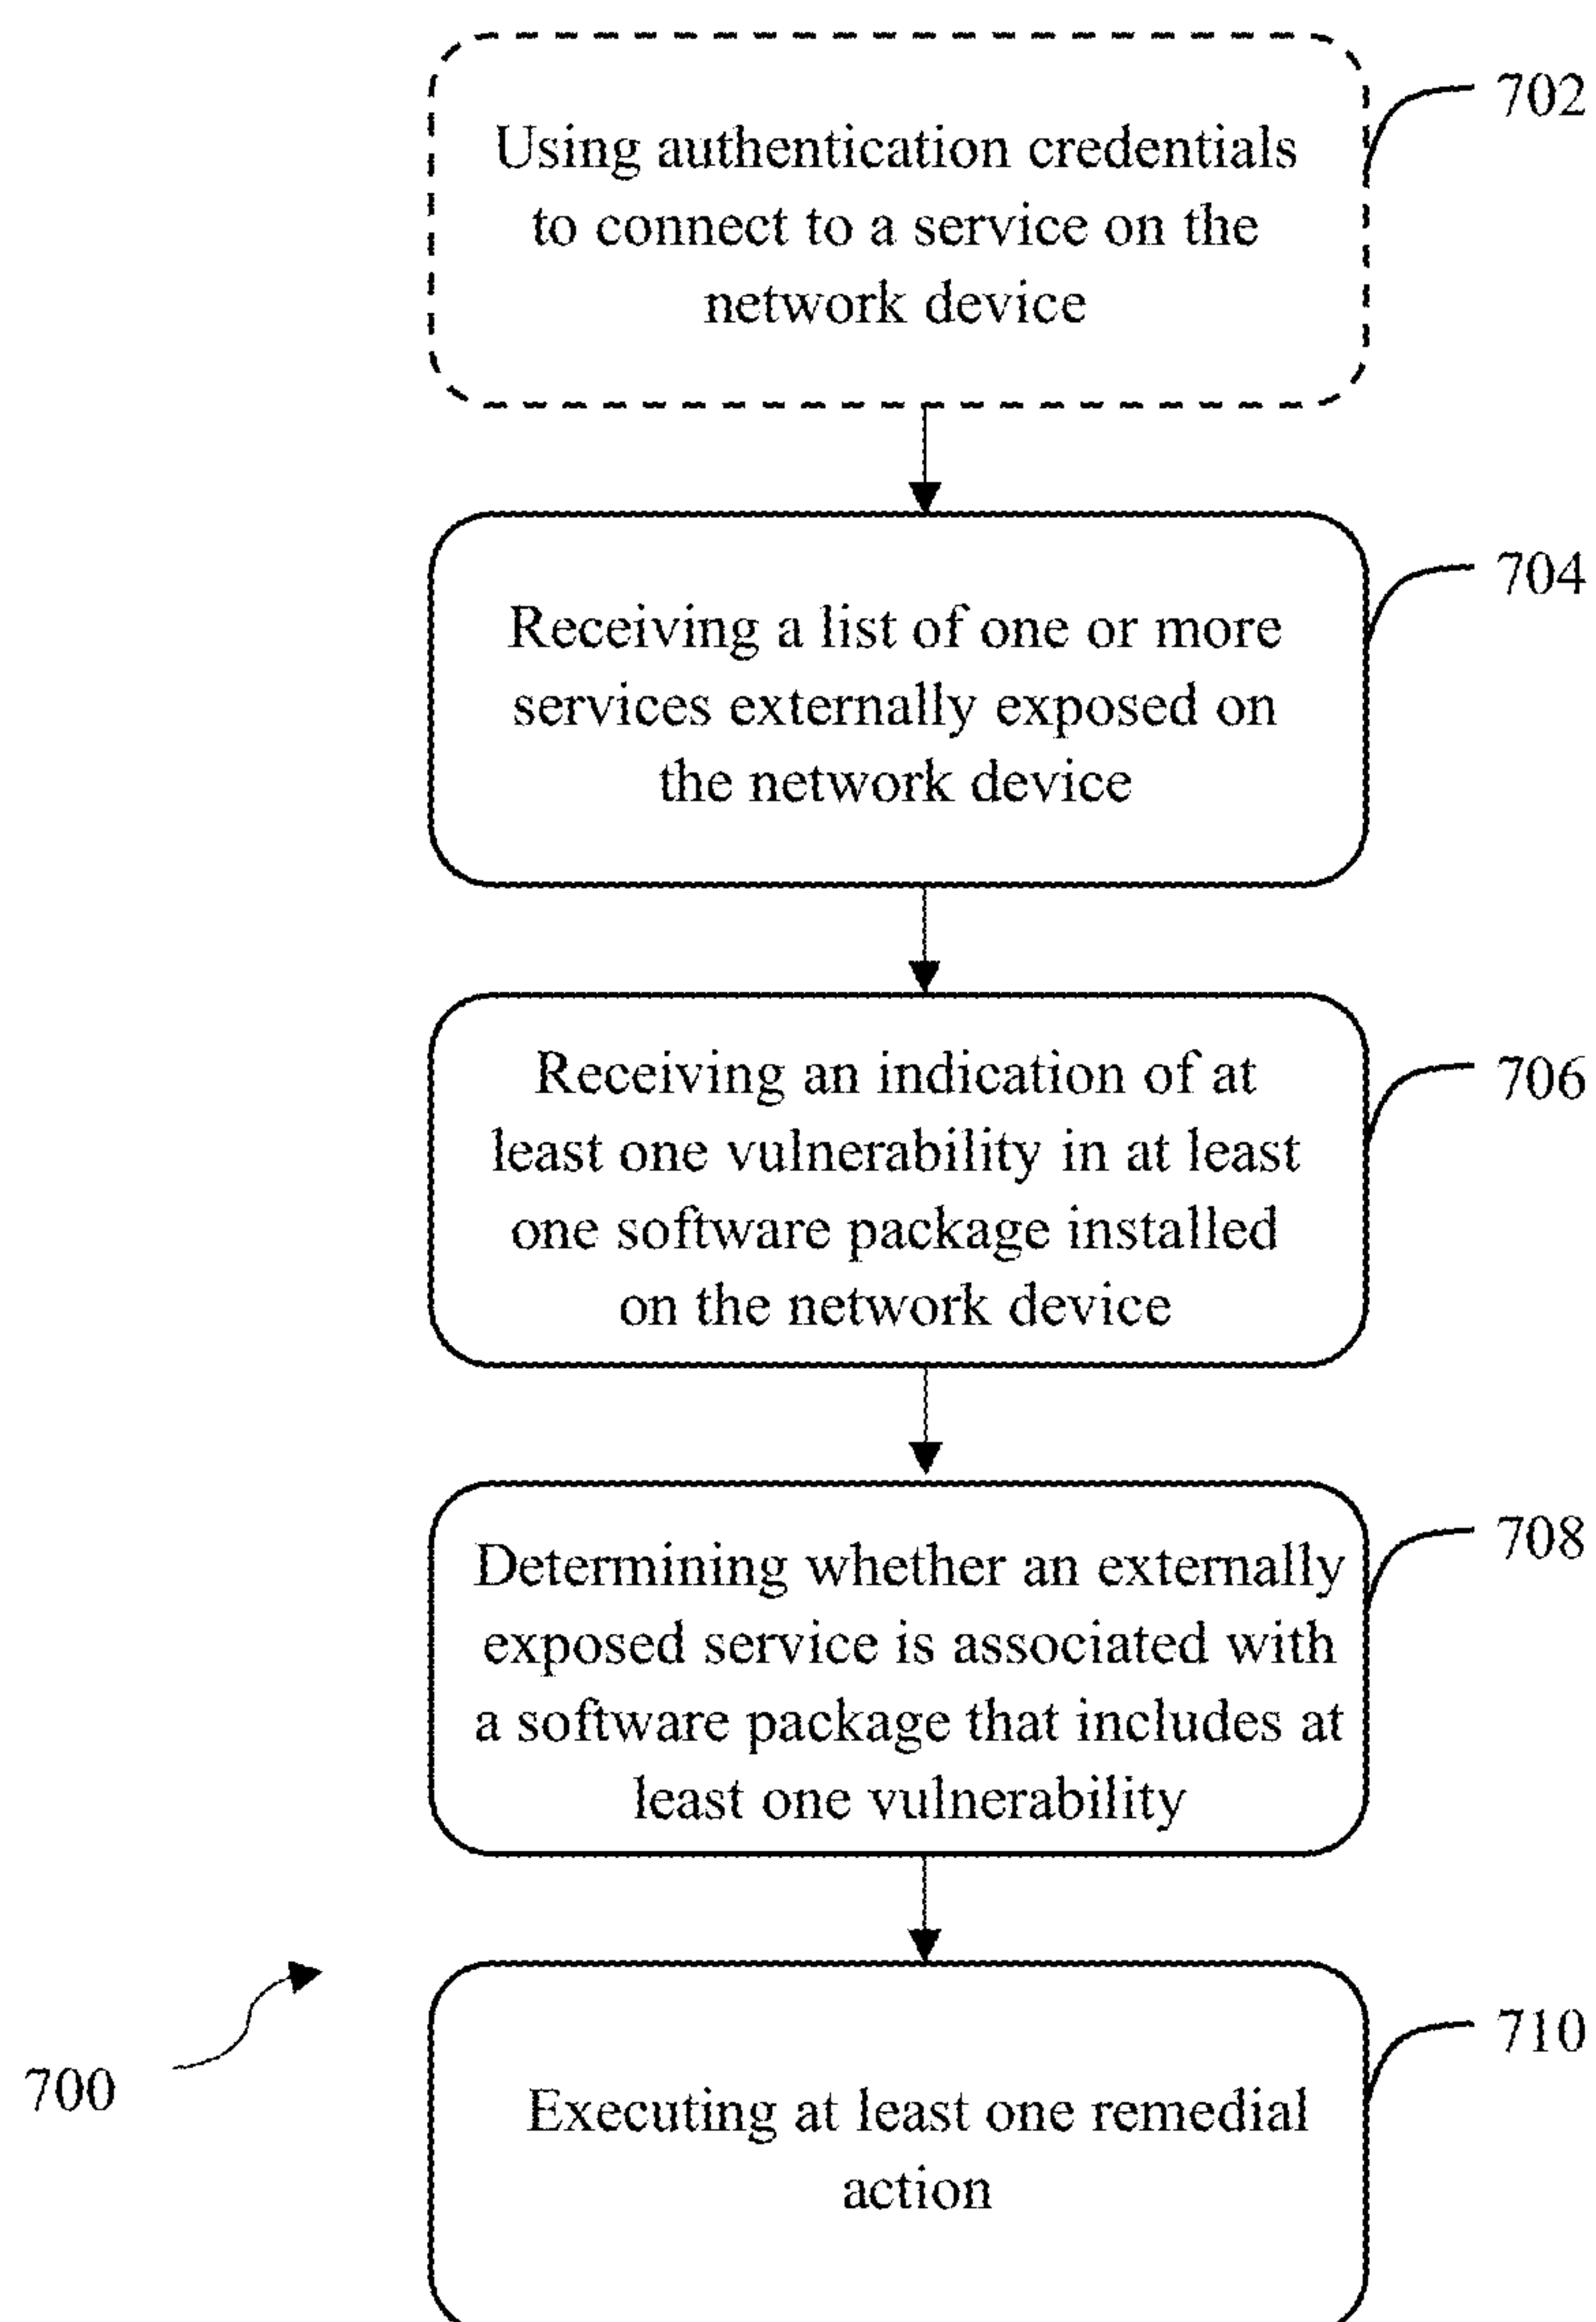 Using authentication credentials
to connect to a service on the
network device
702
Receiving a list of one or more
services externally exposed on
the network device
704
Receiving an indication of at
least one vulnerability in at least
one software package installed
on the network device
706
Determining whether an externally
exposed service is associated with
a software package that includes at
least one vulnerability
708
Executing at least one remedial
action
710
700